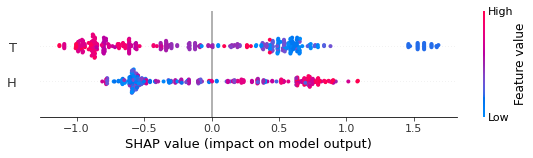 High
T
H
Feature value
Low
−1.0 −0.5 0.0 0.5 1.0 1.5
SHAP value (impact on model output)